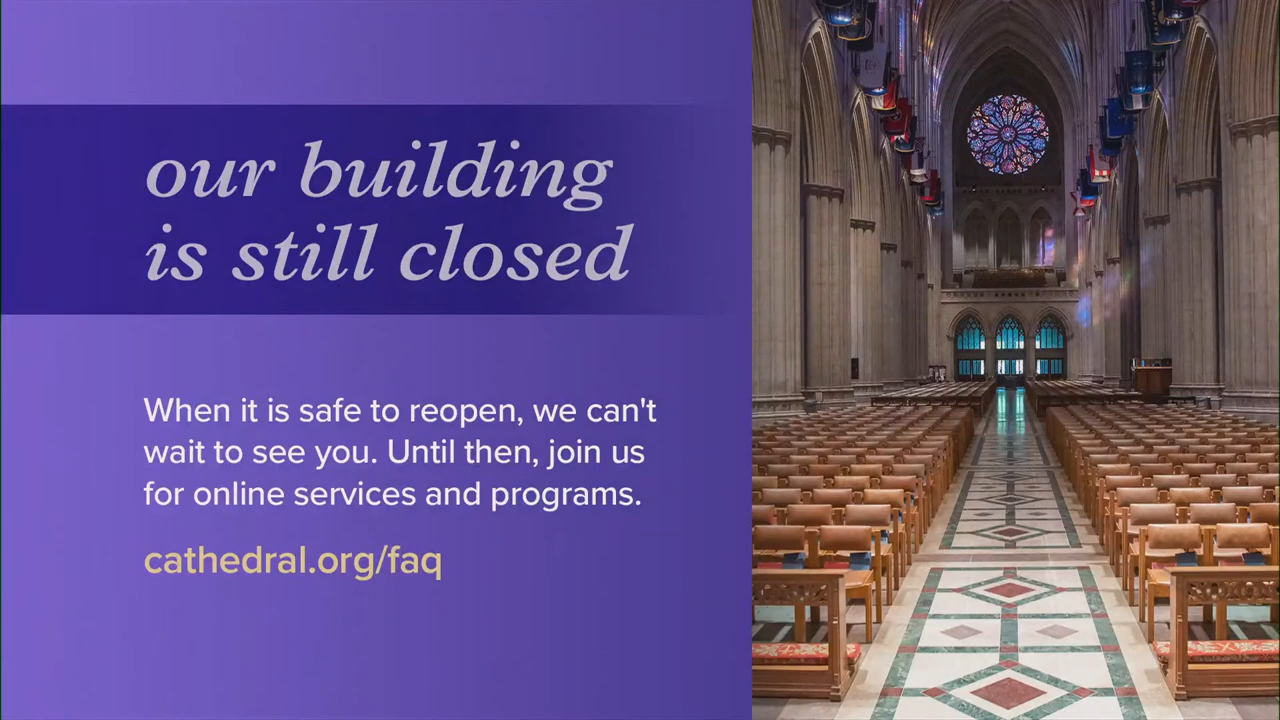 our building
is still closed
When it is safe to reopen, we can't
wait to see you. Until then, join us
for online services and programs.
cathedral.org/faq